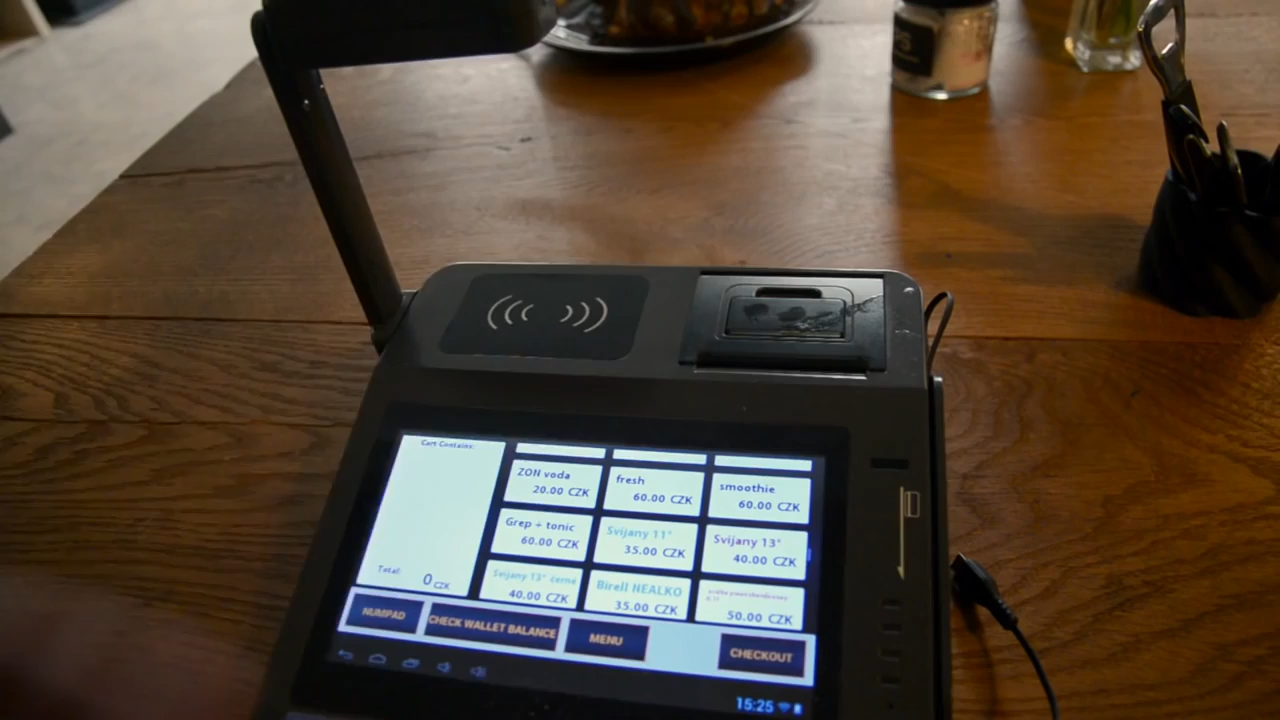 Cart Contains:
ZON voda
20.00 CZK
fresh
60.00 CZK
smoothie
60.00 CZK
Grep + tonic
60.00 CZK
Svijany 11°
35.00 CZK
Svijany 13°
40.00 CZK
Svijany 13° černé
40.00 CZK
Birell NEALKO
35.00 CZK
50.00 CZK
Total:
0 CZK
NUMPAD
CHECK WALLET BALANCE
MENU
CHECKOUT
15:25